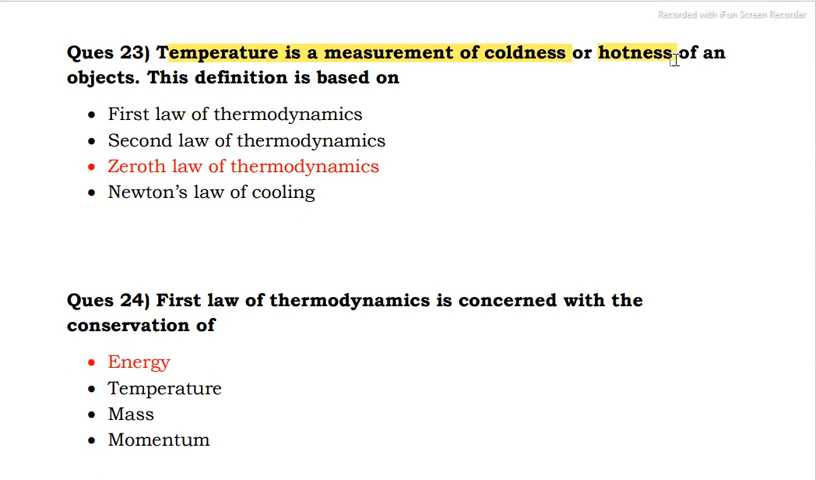 Recorded with iFun Screen Recorder
Ques 23) Temperature is a measurement of coldness or hotness of an
objects. This definition is based on
• First law of thermodynamics
• Second law of thermodynamics
• Zeroth law of thermodynamics
• Newton’s law of cooling
Ques 24) First law of thermodynamics is concerned with the
conservation of
• Energy
• Temperature
• Mass
• Momentum